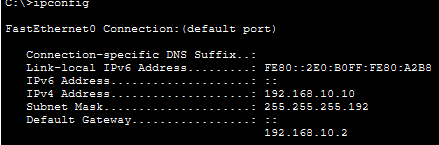 C:\>ipconfig
FastEthernet0 Connection:(default port)
Connection-specific DNS Suffix..:
Link-local IPv6 Address.........: FE80::2E0:B0FF:FE80:A2B8
IPv6 Address....................: ::
IPv4 Address....................: 192.168.10.10
Subnet Mask.....................: 255.255.255.192
Default Gateway.................: ::
192.168.10.2